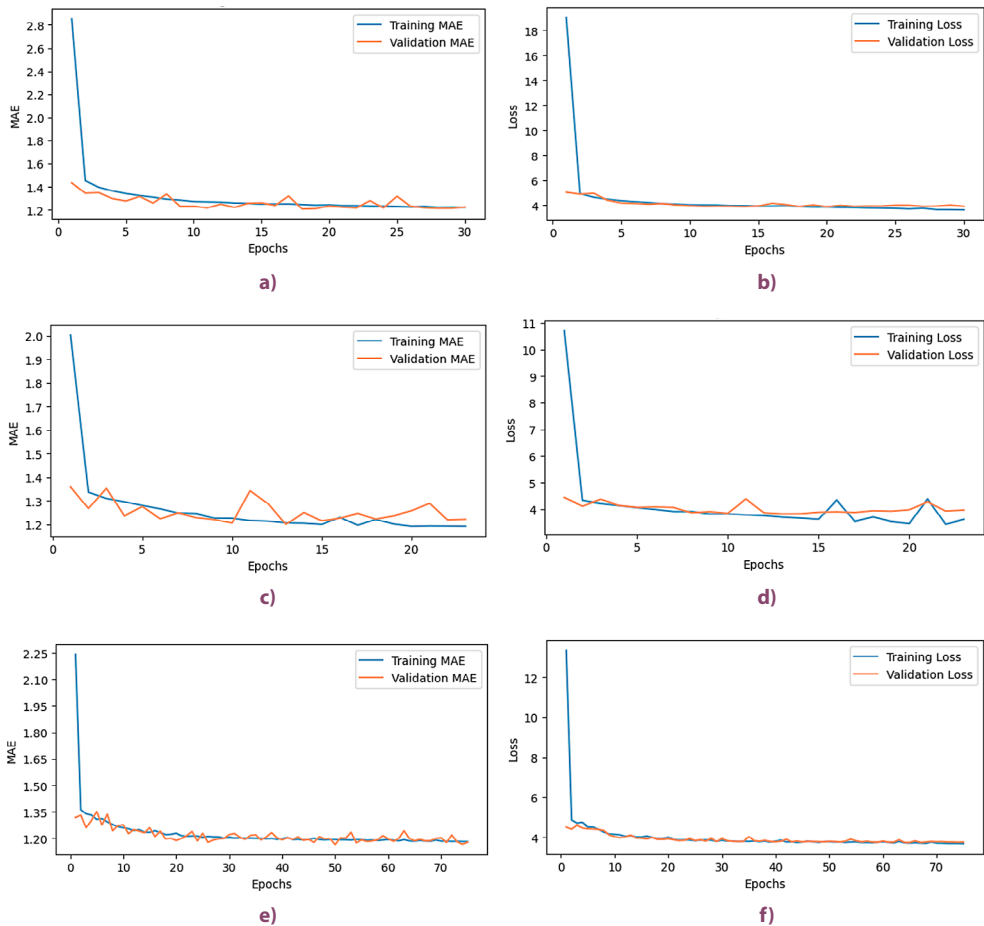 2.8
2.6
2.4
2.2
2.0
1.8
1.6
1.4
1.2
MAE
Training MAE
Validation MAE
0 5 10 15 20 25 30
Epochs
a)
18
16
14
12
10
8
6
4
Loss
Training Loss
Validation Loss
0 5 10 15 20 25 30
Epochs
b)
2.0
1.9
1.8
1.7
1.6
1.5
1.4
1.3
1.2
MAE
Training MAE
Validation MAE
0 5 10 15 20
Epochs
c)
11
10
9
8
7
6
5
4
Loss
Training Loss
Validation Loss
0 5 10 15 20
Epochs
d)
2.25
2.10
1.95
1.80
1.65
1.50
1.35
1.20
MAE
Training MAE
Validation MAE
0 10 20 30 40 50 60 70
Epochs
e)
12
10
8
6
4
Loss
Training Loss
Validation Loss
0 10 20 30 40 50 60 70
Epochs
f)